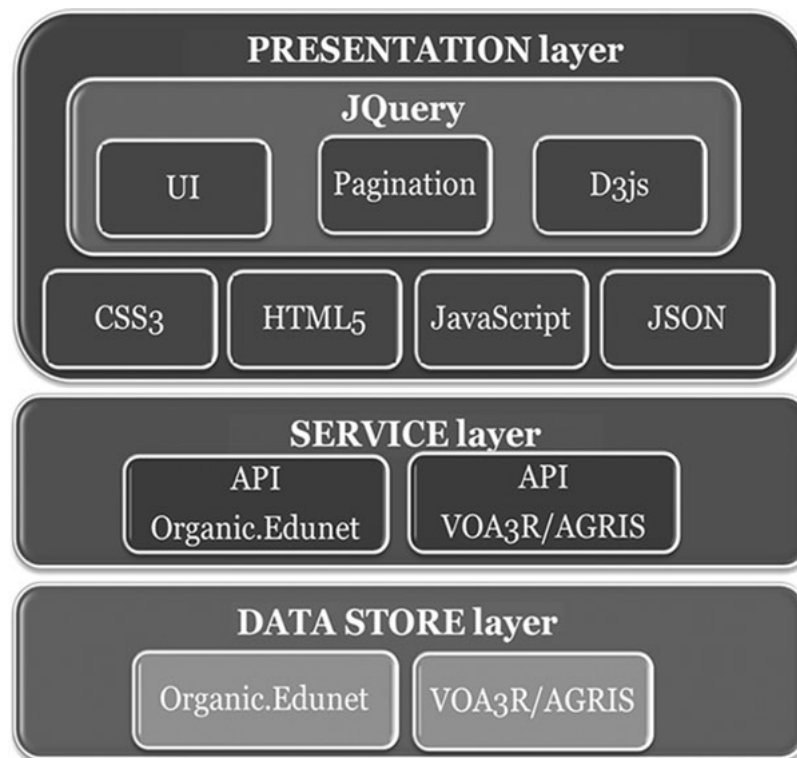 PRESENTATION layer
JQuery
UI
Pagination
D3js
CSS3
HTML5
JavaScript
JSON
SERVICE layer
API
Organic.Edunet
API
VOA3R/AGRIS
DATA STORE layer
Organic.Edunet
VOA3R/AGRIS